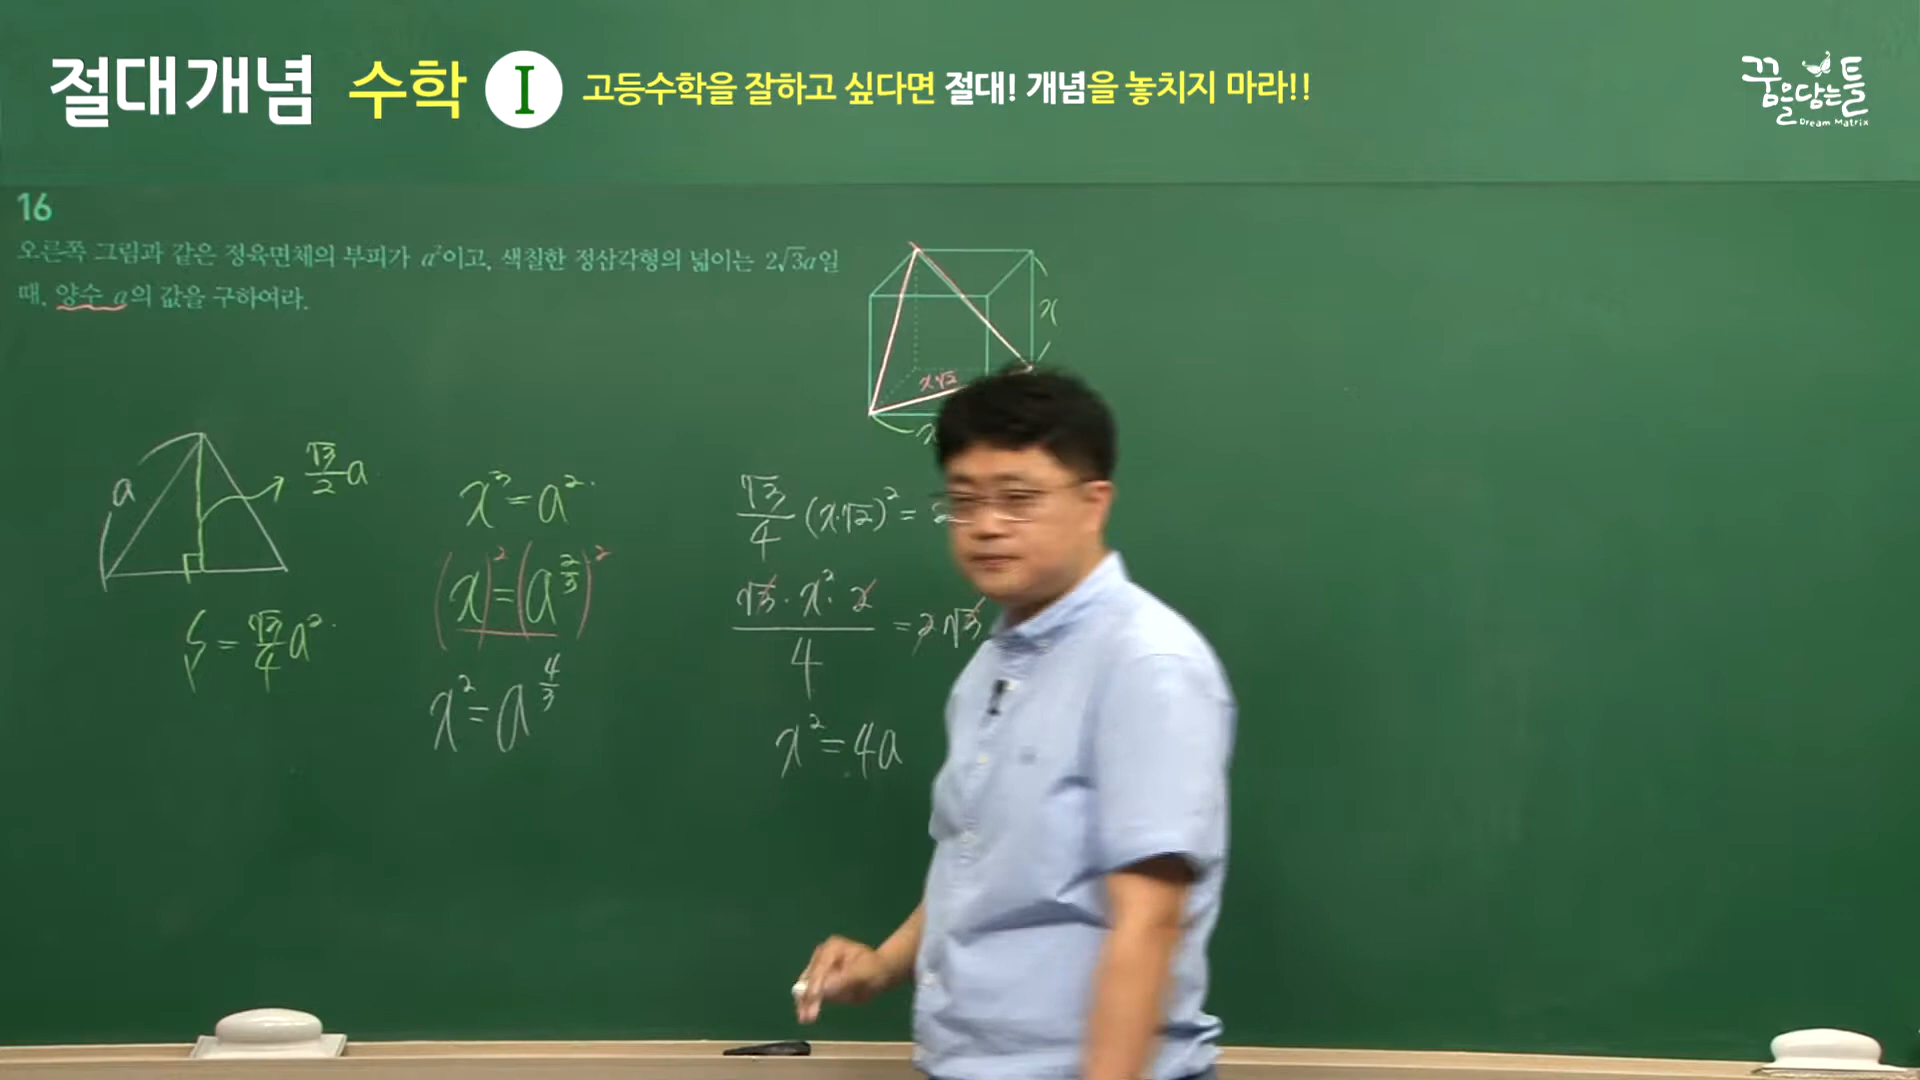 절대개념 수학 I 고등수학을 잘하고 싶다면 절대! 개념을 놓치지 마라!!
꿈을담는틀
Dream Matrix
16
오른쪽 그림과 같은 정육면체의 부피가 a²이고, 색칠한 정삼각형의 넓이는 2√3a일
때, 양수 a의 값을 구하여라.
x
x√2
x
a
√3/2 a
S = √3/4 a²
x³ = a²
(x)² = (a^(2/3))²
x² = a^(4/3)
√3/4 (x·√2)² = 2
√3·x²·2/4 = 2√3
x² = 4a